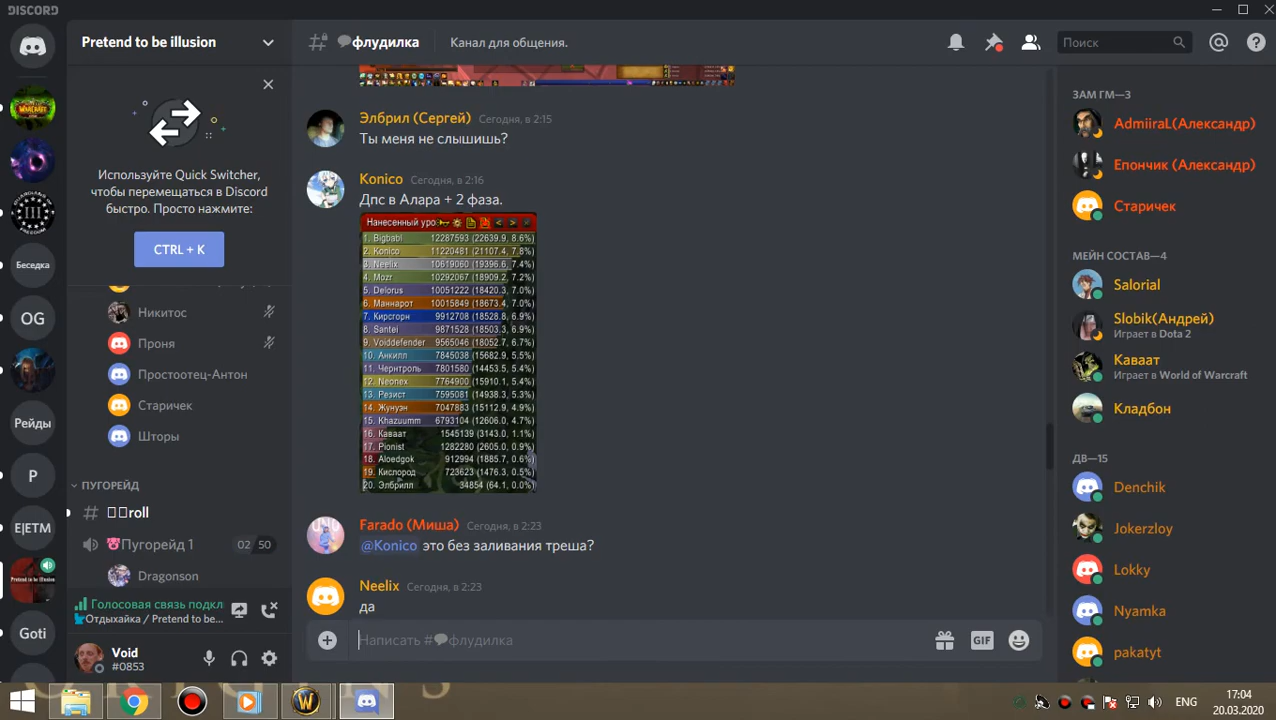 DISCORD
Pretend to be illusion
флудилка
Канал для общения.
Поиск
Используйте Quick Switcher,
чтобы перемещаться в Discord
быстро. Просто нажмите:
CTRL + K
Никитос
Проня
Простоотец-Антон
Старичек
Шторы
ПУГОРЕЙД
roll
Пугорейд 1
02 50
Dragonson
Голосовая связь подкл
Отдыхайка / Pretend to be...
Void
#0853
Беседка
OG
Рейды
P
E|ETM
Pretend to be illusion
Goti
Элбрил (Сергей) Сегодня, в 2:15
Ты меня не слышишь?
Konico Сегодня, в 2:16
Дпс в Алара + 2 фаза.
Нанесенный уро
1. Bigbabl 12287593 (22639.9, 8.6%)
2. Konico 11220481 (21107.4, 7.8%)
3. Neelix 10619060 (19396.6, 7.4%)
4. Mozr 10292067 (18909.2, 7.2%)
5. Delorus 10051222 (18420.3, 7.0%)
6. Маннарот 10015849 (18673.4, 7.0%)
7. Кирсгорн 9912708 (18528.8, 6.9%)
8. Santei 9871528 (18503.3, 6.9%)
9. Voiddefender 9565046 (18052.7, 6.7%)
10. Анкилл 7845038 (15682.9, 5.5%)
11. Чернтроль 7801580 (14453.5, 5.4%)
12. Neonex 7764900 (15910.1, 5.4%)
13. Резист 7595081 (14938.3, 5.3%)
14. Жунуэн 7047883 (15112.9, 4.9%)
15. Khazuumm 6793104 (12606.0, 4.7%)
16. Каваат 1545139 (3143.0, 1.1%)
17. Pionist 1282280 (2605.0, 0.9%)
18. Aloedgok 912994 (1885.7, 0.6%)
19. Кислород 723623 (1476.3, 0.5%)
20. Элбрилл 34854 (64.1, 0.0%)
Farado (Миша) Сегодня, в 2:23
@Konico это без заливания треша?
Neelix Сегодня, в 2:23
да
Написать #флудилка
GIF
ЗАМ ГМ—3
AdmiiraL(Александр)
Епончик (Александр)
Старичек
МЕЙН СОСТАВ—4
Salorial
Slobik(Андрей)
Играет в Dota 2
Каваат
Играет в World of Warcraft
Кладбон
ДВ—15
Denchik
Jokerzloy
Lokky
Nyamka
pakatyt
ENG
17:04
20.03.2020